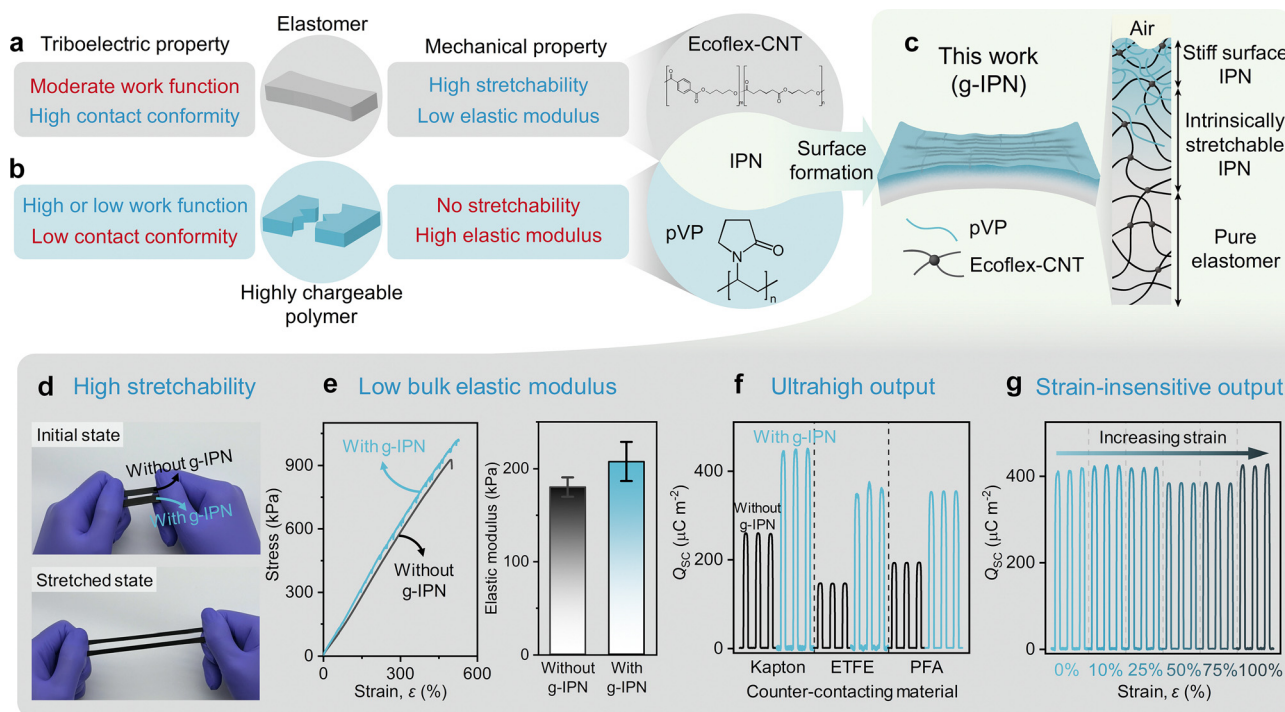 a
Triboelectric property
Elastomer
Mechanical property
Moderate work function
High contact conformity
High stretchability
Low elastic modulus
Ecoflex-CNT
b
High or low work function
Low contact conformity
Highly chargeable
polymer
No stretchability
High elastic modulus
IPN
pVP
N
O
n
Surface
formation
c
This work
(g-IPN)
pVP
Ecoflex-CNT
Air
Stiff surface
IPN
Intrinsically
stretchable
IPN
Pure
elastomer
d High stretchability
Initial state
Without g-IPN
With g-IPN
Stretched state
e Low bulk elastic modulus
Stress (kPa)
900
600
300
0
0 300 600
Strain, ε (%)
With g-IPN
Without
g-IPN
Elastic modulus (kPa)
200
100
0
Without
g-IPN
With
g-IPN
f Ultrahigh output
QSC (μC m⁻²)
400
200
0
With g-IPN
Without
g-IPN
Kapton ETFE PFA
Counter-contacting material
g Strain-insensitive output
QSC (μC m⁻²)
400
200
0
Increasing strain
0% 10% 25% 50% 75% 100%
Strain, ε (%)